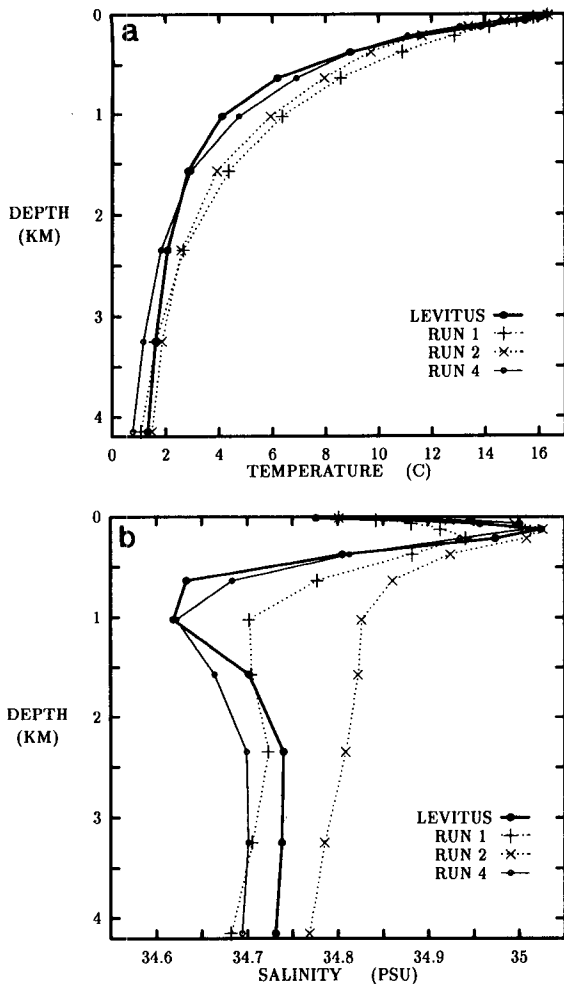 a
0
1
2
3
4
DEPTH
(KM)
LEVITUS
RUN 1
RUN 2
RUN 4
0 2 4 6 8 10 12 14 16
TEMPERATURE (C)
b
0
1
2
3
4
DEPTH
(KM)
LEVITUS
RUN 1
RUN 2
RUN 4
34.6 34.7 34.8 34.9 35
SALINITY (PSU)